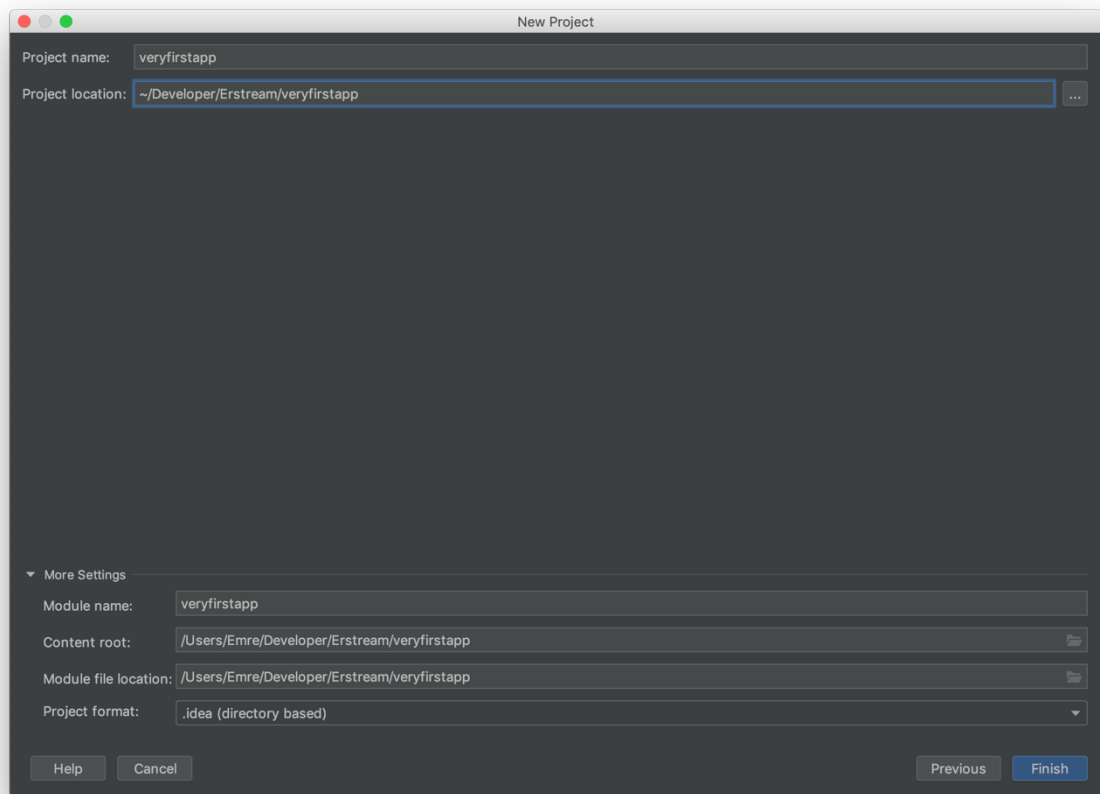 New Project
Project name: veryfirstapp
Project location: ~/Developer/Erstream/veryfirstapp ...
More Settings
Module name: veryfirstapp
Content root: /Users/Emre/Developer/Erstream/veryfirstapp
Module file location: /Users/Emre/Developer/Erstream/veryfirstapp
Project format: .idea (directory based)
Help Cancel Previous Finish